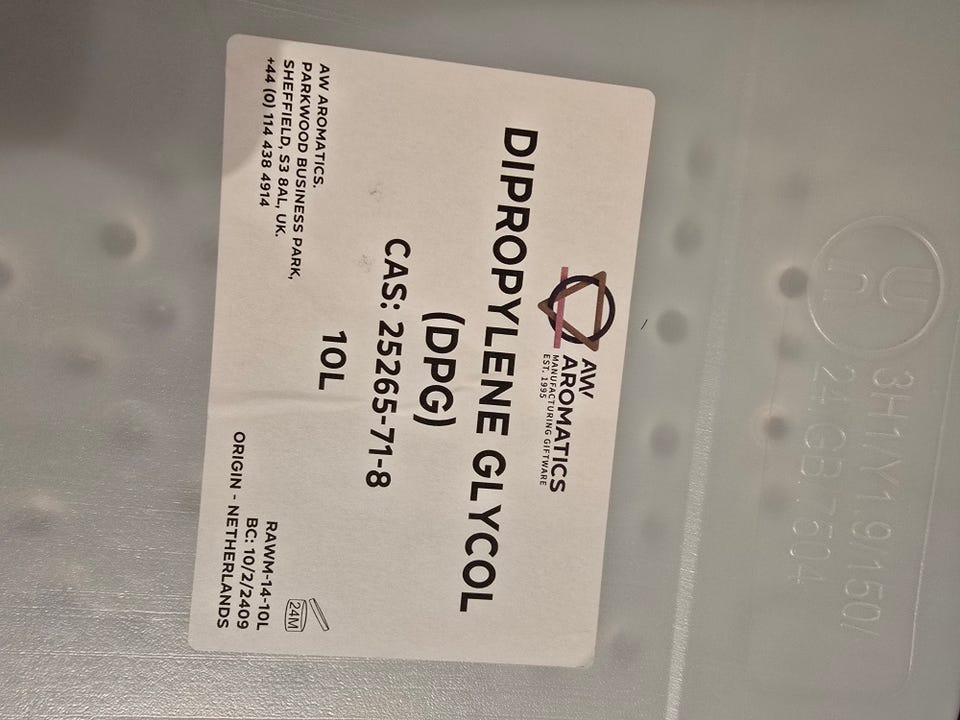 AW
AROMATICS
MANUFACTURING GIFTWARE
EST. 1995
DIPROPYLENE GLYCOL
(DPG)
CAS: 25265-71-8
10L
AW AROMATICS,
PARKWOOD BUSINESS PARK,
SHEFFIELD, S3 8AL, UK.
+44 (0) 114 438 4914
24M
RAWM-14-10L
BC: 10/2/2409
ORIGIN - NETHERLANDS
un
3H1/Y1.9/150/
24/GB/7504